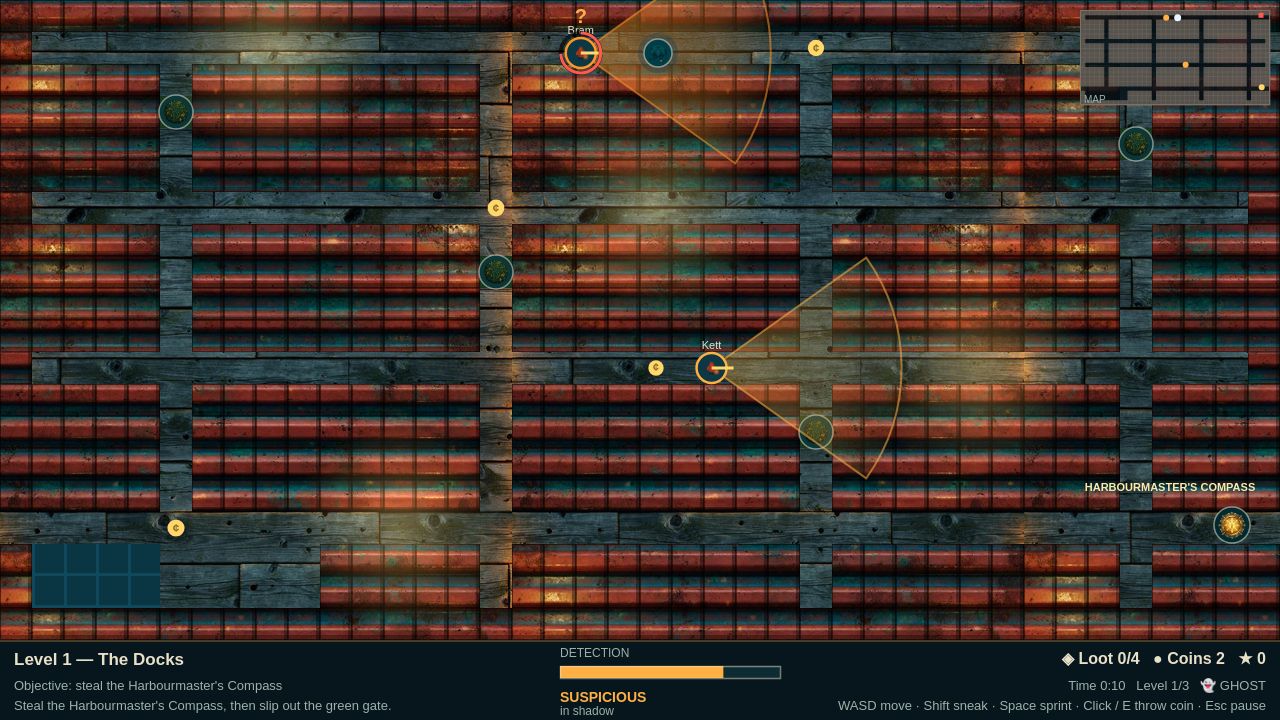 ?
Bram
MAP
Kett
HARBOURMASTER'S COMPASS
Level 1 — The Docks
Objective: steal the Harbourmaster's Compass
Steal the Harbourmaster's Compass, then slip out the green gate.
DETECTION
SUSPICIOUS
in shadow
◈ Loot 0/4 ● Coins 2 ★ 0
Time 0:10 Level 1/3 👻 GHOST
WASD move · Shift sneak · Space sprint · Click / E throw coin · Esc pause
¢
¢
¢
¢